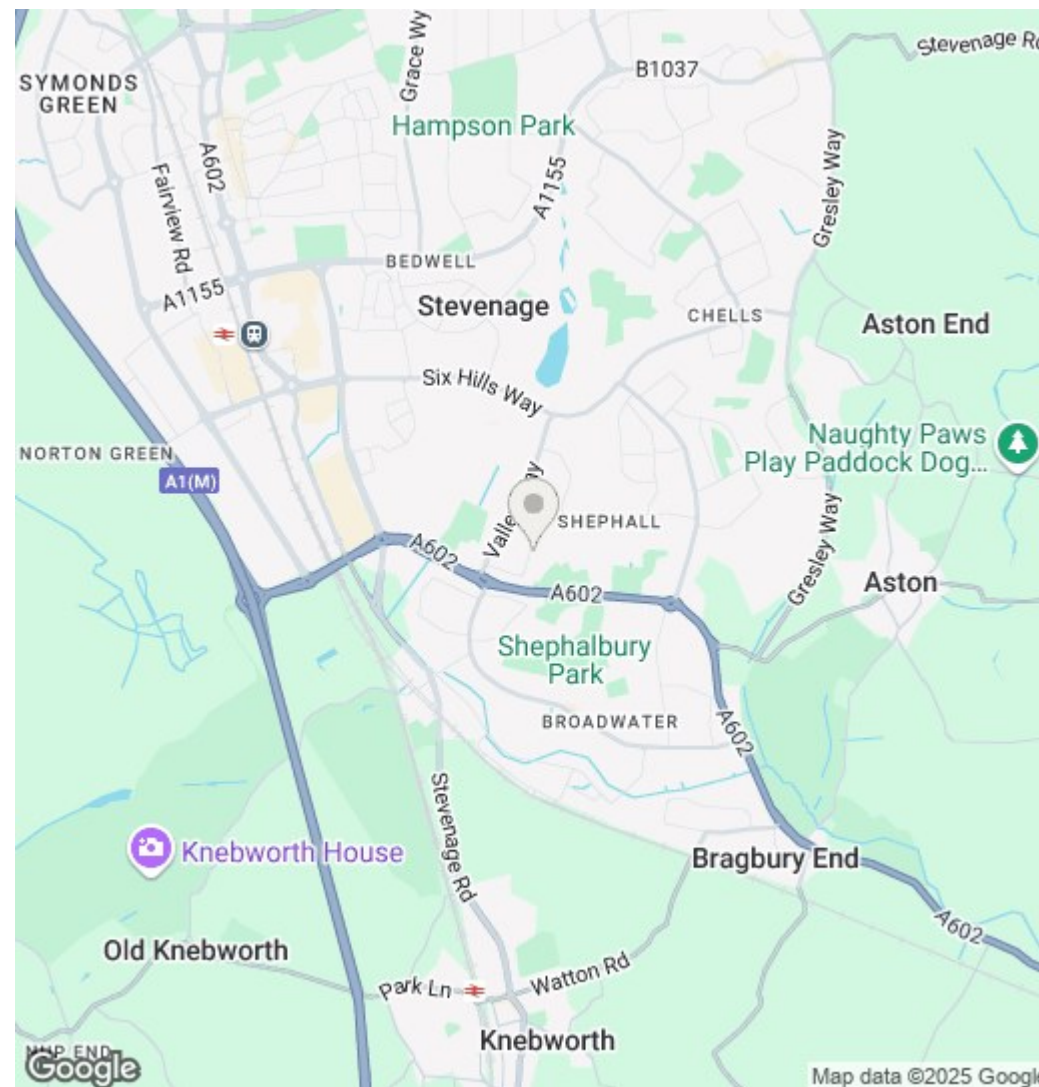 Stevenage Rd
SYMONDS
GREEN
Grace Wy
B1037
Hampson Park
A602
A1155
Fairview Rd
Gresley Way
BEDWELL
A1155
Stevenage
CHELLS
Aston End
Six Hills Way
NORTON GREEN
Naughty Paws
Play Paddock Dog...
A1(M)
Valley Way
SHEPHALL
A602
Gresley Way
A602
Aston
Shephalbury
Park
BROADWATER
A602
Stevenage Rd
Knebworth House
Bragbury End
A602
Old Knebworth
Park Ln
Watton Rd
Knebworth
END
Google
Map data ©2025 Google